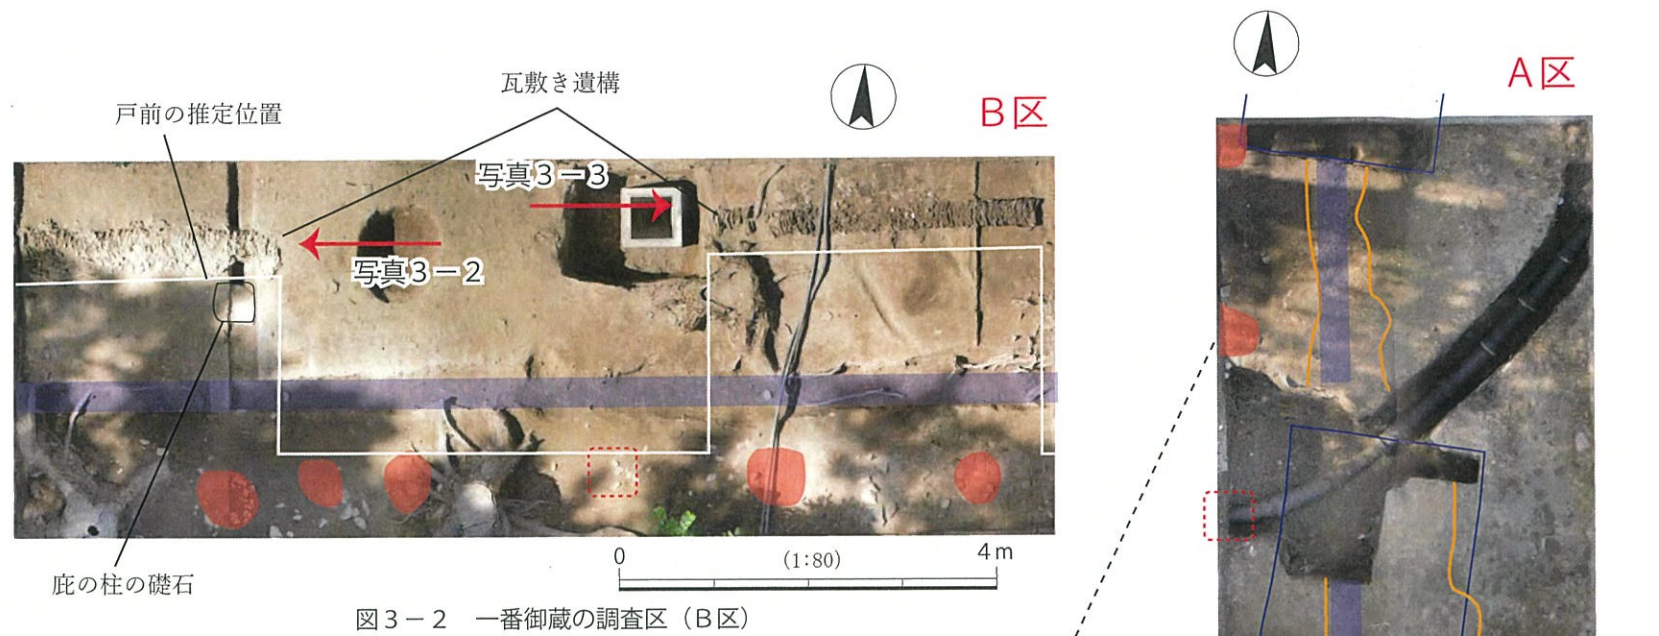 瓦敷き遺構
戸前の推定位置
B区
A区
写真3－3
写真3－2
0
(1:80)
4m
庇の柱の礎石
図3－2　一番御蔵の調査区（B区）